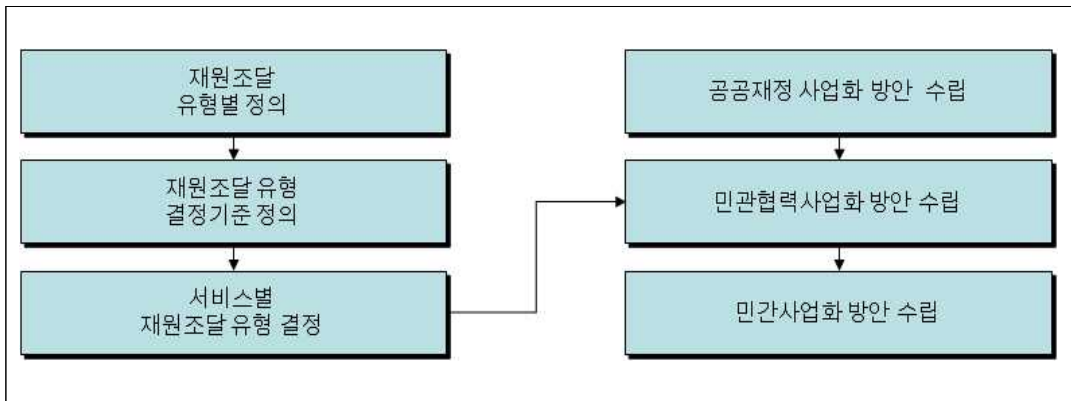 재원조달
유형별 정의
재원조달 유형
결정기준 정의
서비스별
재원조달 유형 결정
공공재정 사업화 방안 수립
민관협력사업화 방안 수립
민간사업화 방안 수립